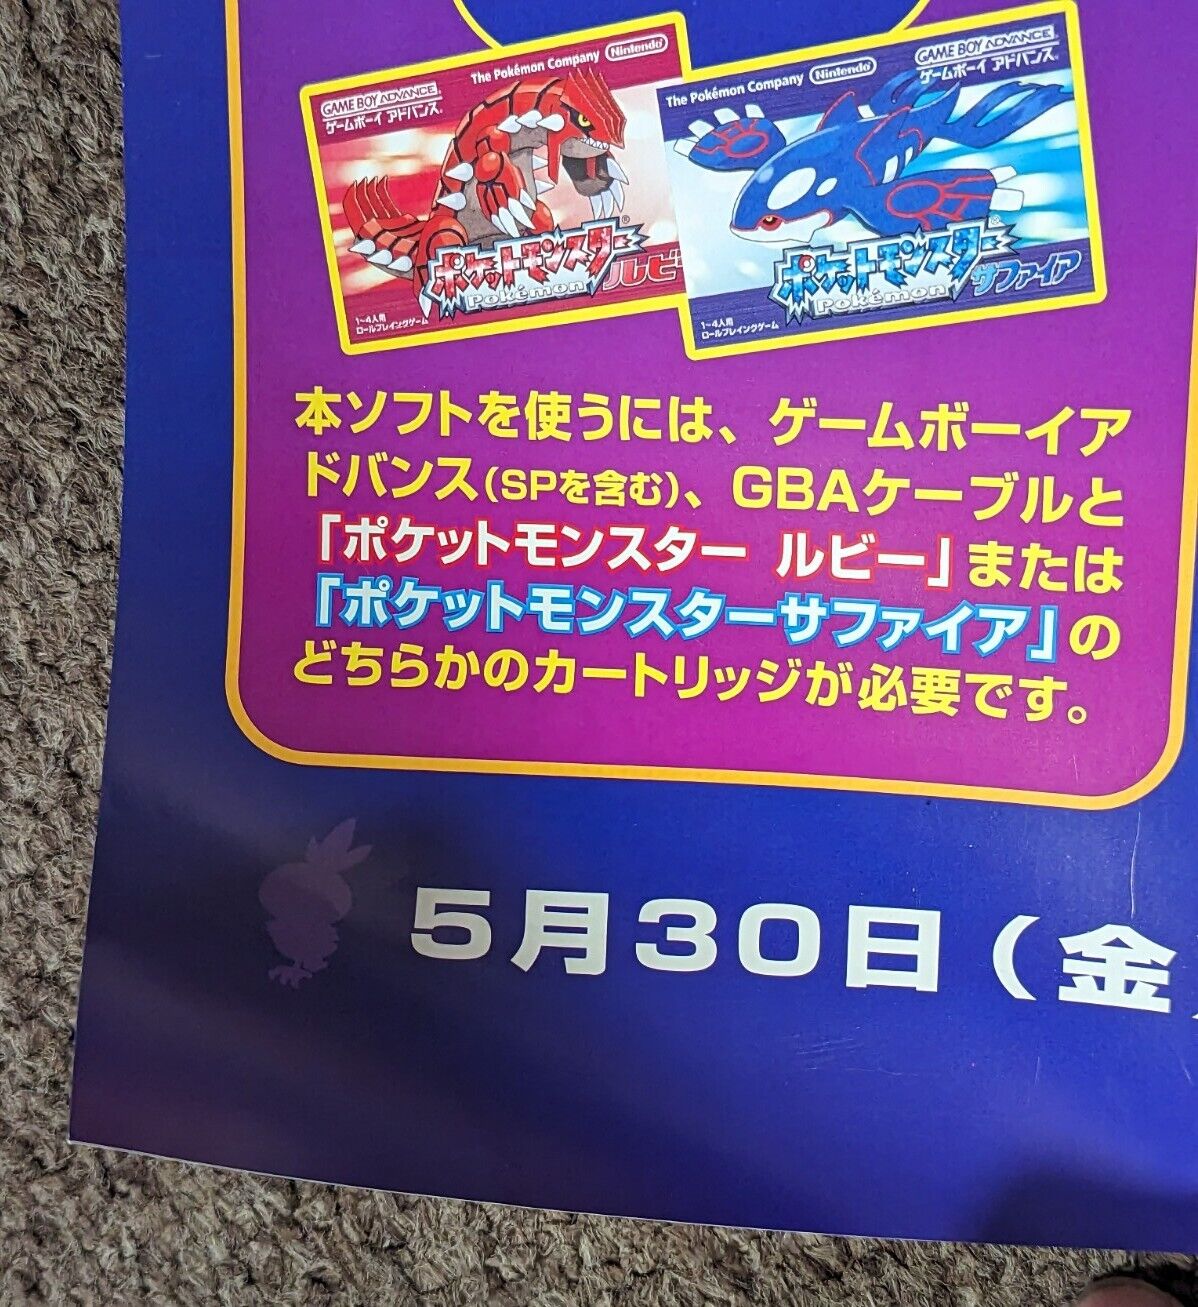 The Pokémon Company Nintendo
GAME BOY ADVANCE
ゲームボーイ アドバンス
ポケットモンスター
Pokémon
ルビ
1~4人用
ロールプレイングゲーム
The Pokémon Company Nintendo
GAME BOY ADVANCE
ゲームボーイ アドバンス
ポケットモンスター
Pokémon
サファイア
1~4人用
ロールプレイングゲーム
本ソフトを使うには、ゲームボーイア
ドバンス(SPを含む)、GBAケーブルと
「ポケットモンスター ルビー」または
「ポケットモンスターサファイア」の
どちらかのカートリッジが必要です。
5月30日(金)